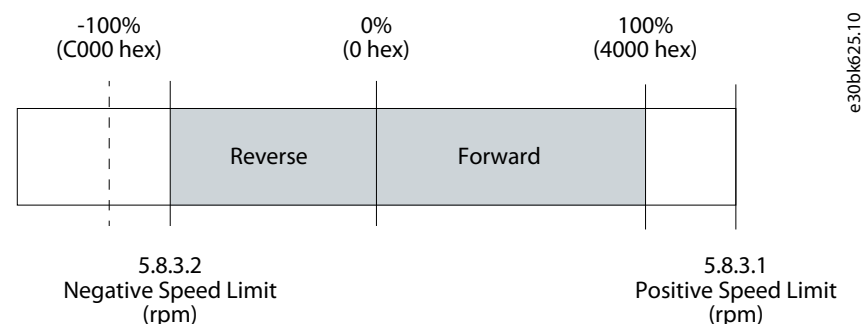 -100%
(C000 hex)
0%
(0 hex)
100%
(4000 hex)
e30bk625.10
Reverse
Forward
5.8.3.2
Negative Speed Limit
(rpm)
5.8.3.1
Positive Speed Limit
(rpm)